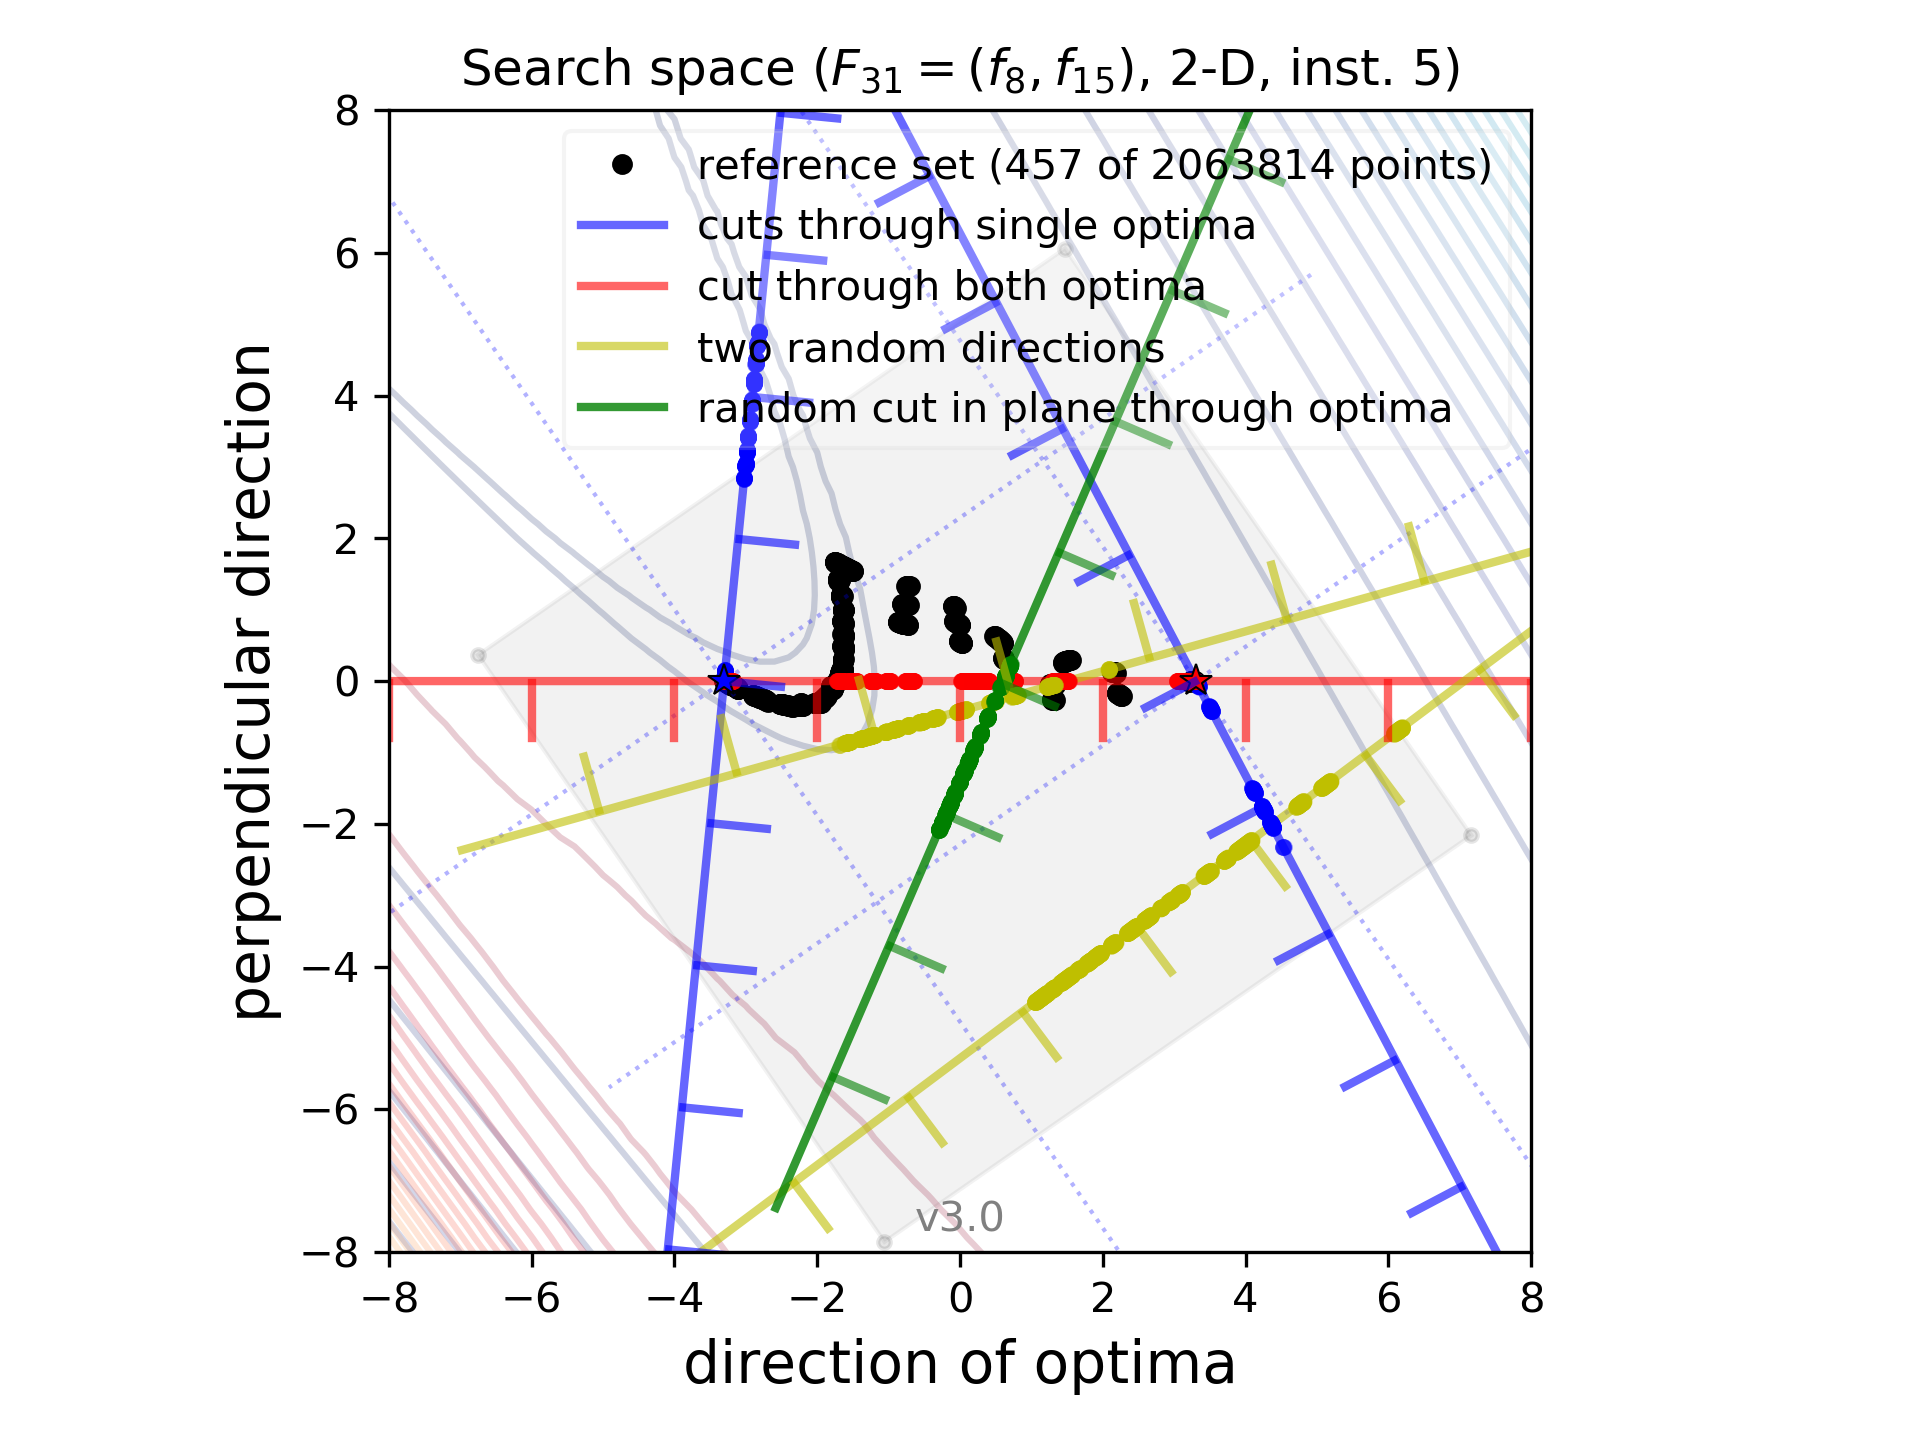 Search space (F31 = (f8, f15), 2-D, inst. 5)
8
6
4
2
0
−2
−4
−6
−8
perpendicular direction
reference set (457 of 2063814 points)
cuts through single optima
cut through both optima
two random directions
random cut in plane through optima
v3.0
−8 −6 −4 −2 0 2 4 6 8
direction of optima